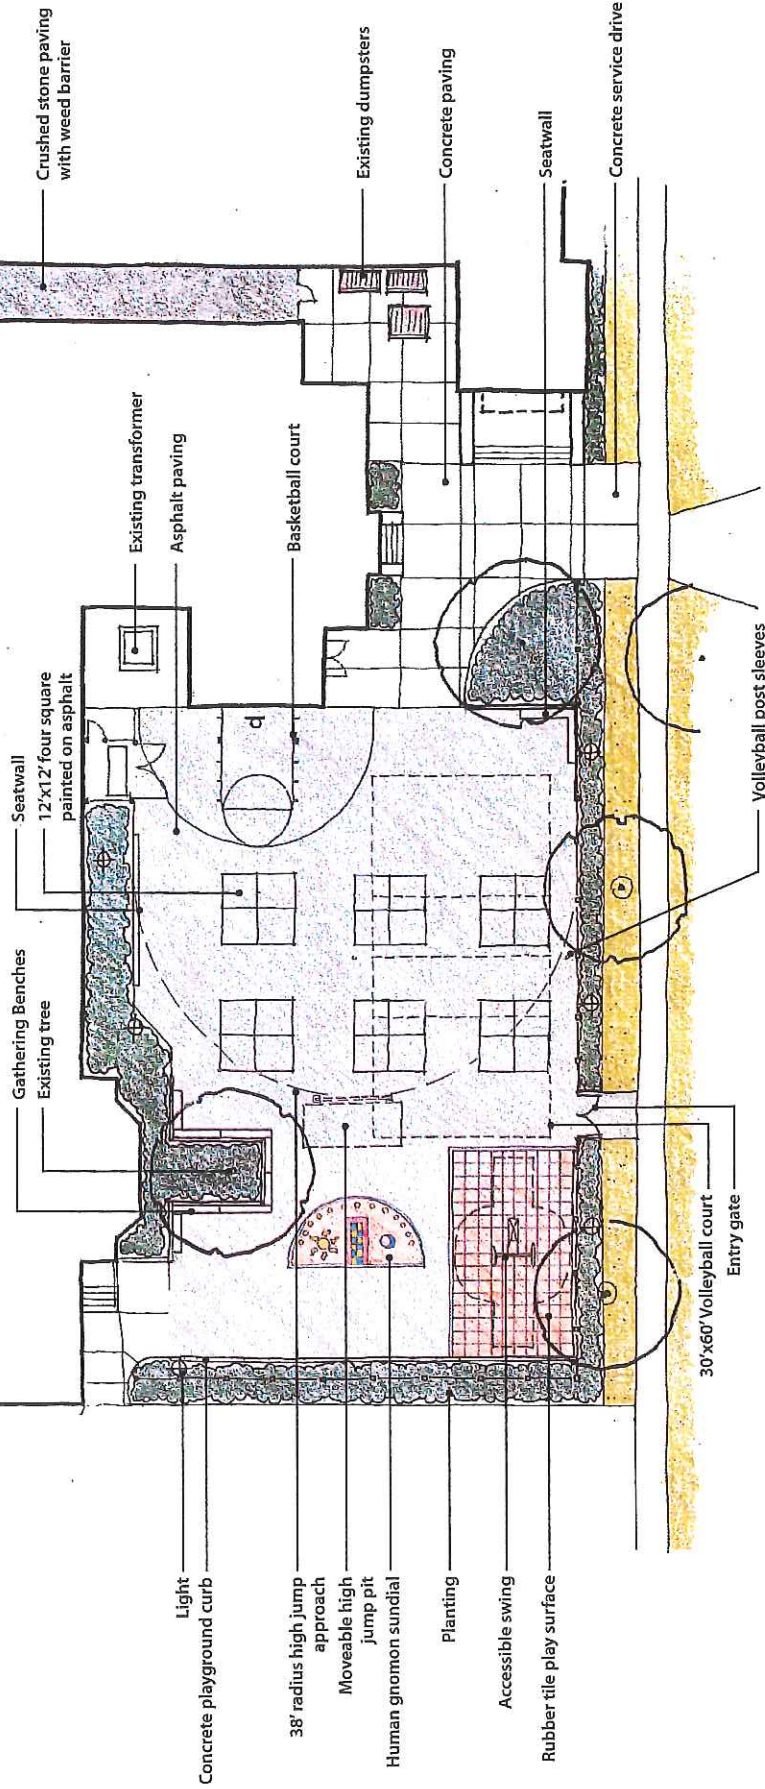 Crushed stone paving
with weed barrier
Existing dumpsters
Concrete paving
Seatwall
Concrete service drive
Existing transformer
Asphalt paving
Basketball court
Seatwall
12'x12' four square
painted on asphalt
Volleyball post sleeves
Gathering Benches
Existing tree
30'x60' Volleyball court
Entry gate
Light
Concrete playground curb
38' radius high jump
approach
Moveable high
jump pit
Human gnomon sundial
Planting
Accessible swing
Rubber tile play surface